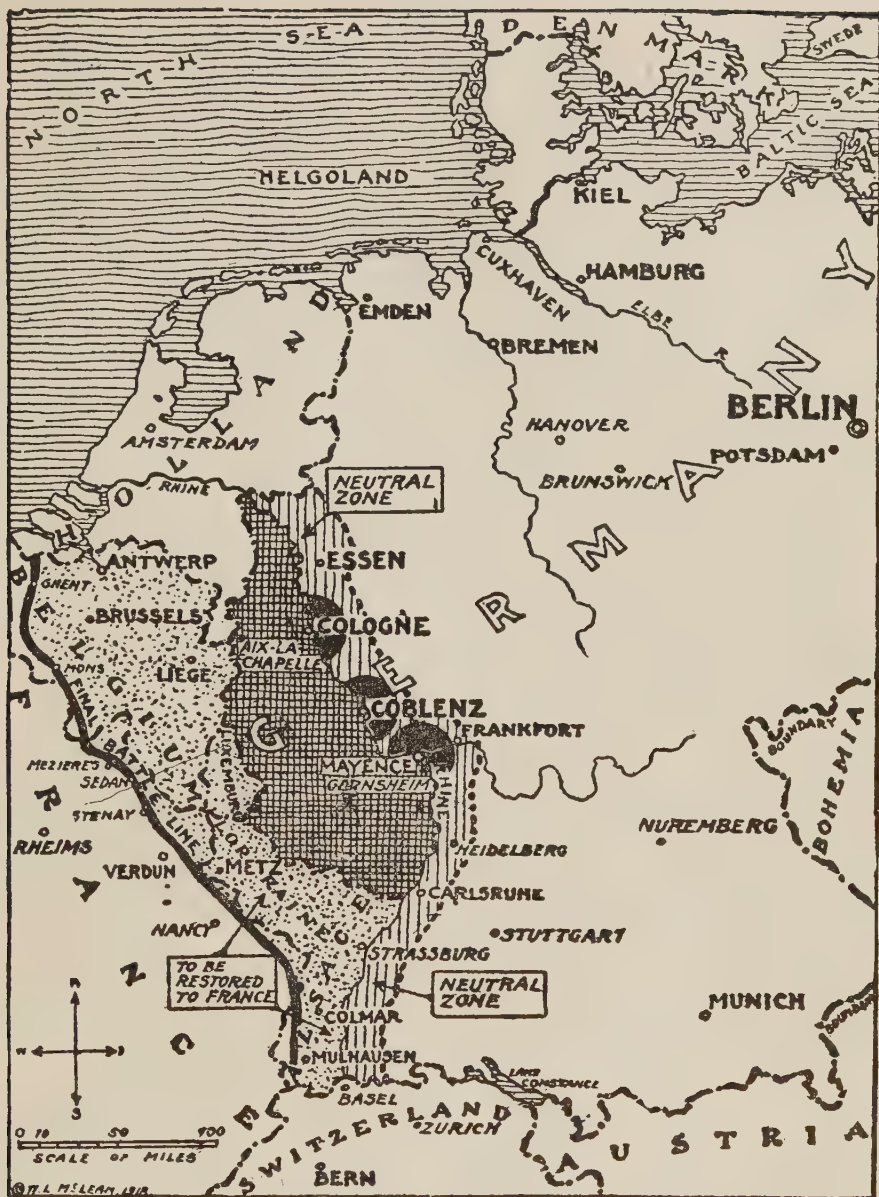 NORTH SEA
DENMARK
SWEDE
BALTIC SEA
HELGOLAND
KIEL
CUXHAVEN
HAMBURG
ELBE R
EMDEN
BREMEN
GERMANY
BERLIN
HANOVER
POTSDAM
BRUNSWICK
HOLLAND
AMSTERDAM
RHINE
NEUTRAL
ZONE
ESSEN
ANTWERP
GHENT
BELGIUM
BRUSSELS
COLOGNE
AIX-LA-
CHAPELLE
LIEGE
MONS
FINAL BATTLE LINE
COBLENZ
FRANKFORT
LUXEMBURG
MAYENCE
GERNSHEIM
RHINE
BOUNDARY
BOHEMIA
MEZIERES
SEDAN
STENAY
FRANCE
RHEIMS
VERDUN
METZ
LORRAINE
HEIDELBERG
NUREMBERG
CARLSRUHE
NANCY
ALSACE
STRASSBURG
STUTTGART
TO BE
RESTORED
TO FRANCE
NEUTRAL
ZONE
COLMAR
MUNICH
BOUNDARY
MULHAUSEN
N
W
S
LAKE
CONSTANCE
BASEL
SWITZERLAND
ZURICH
AUSTRIA
BERN
0 10 50 100
SCALE OF MILES
© H.L. McLEAN, 1918.